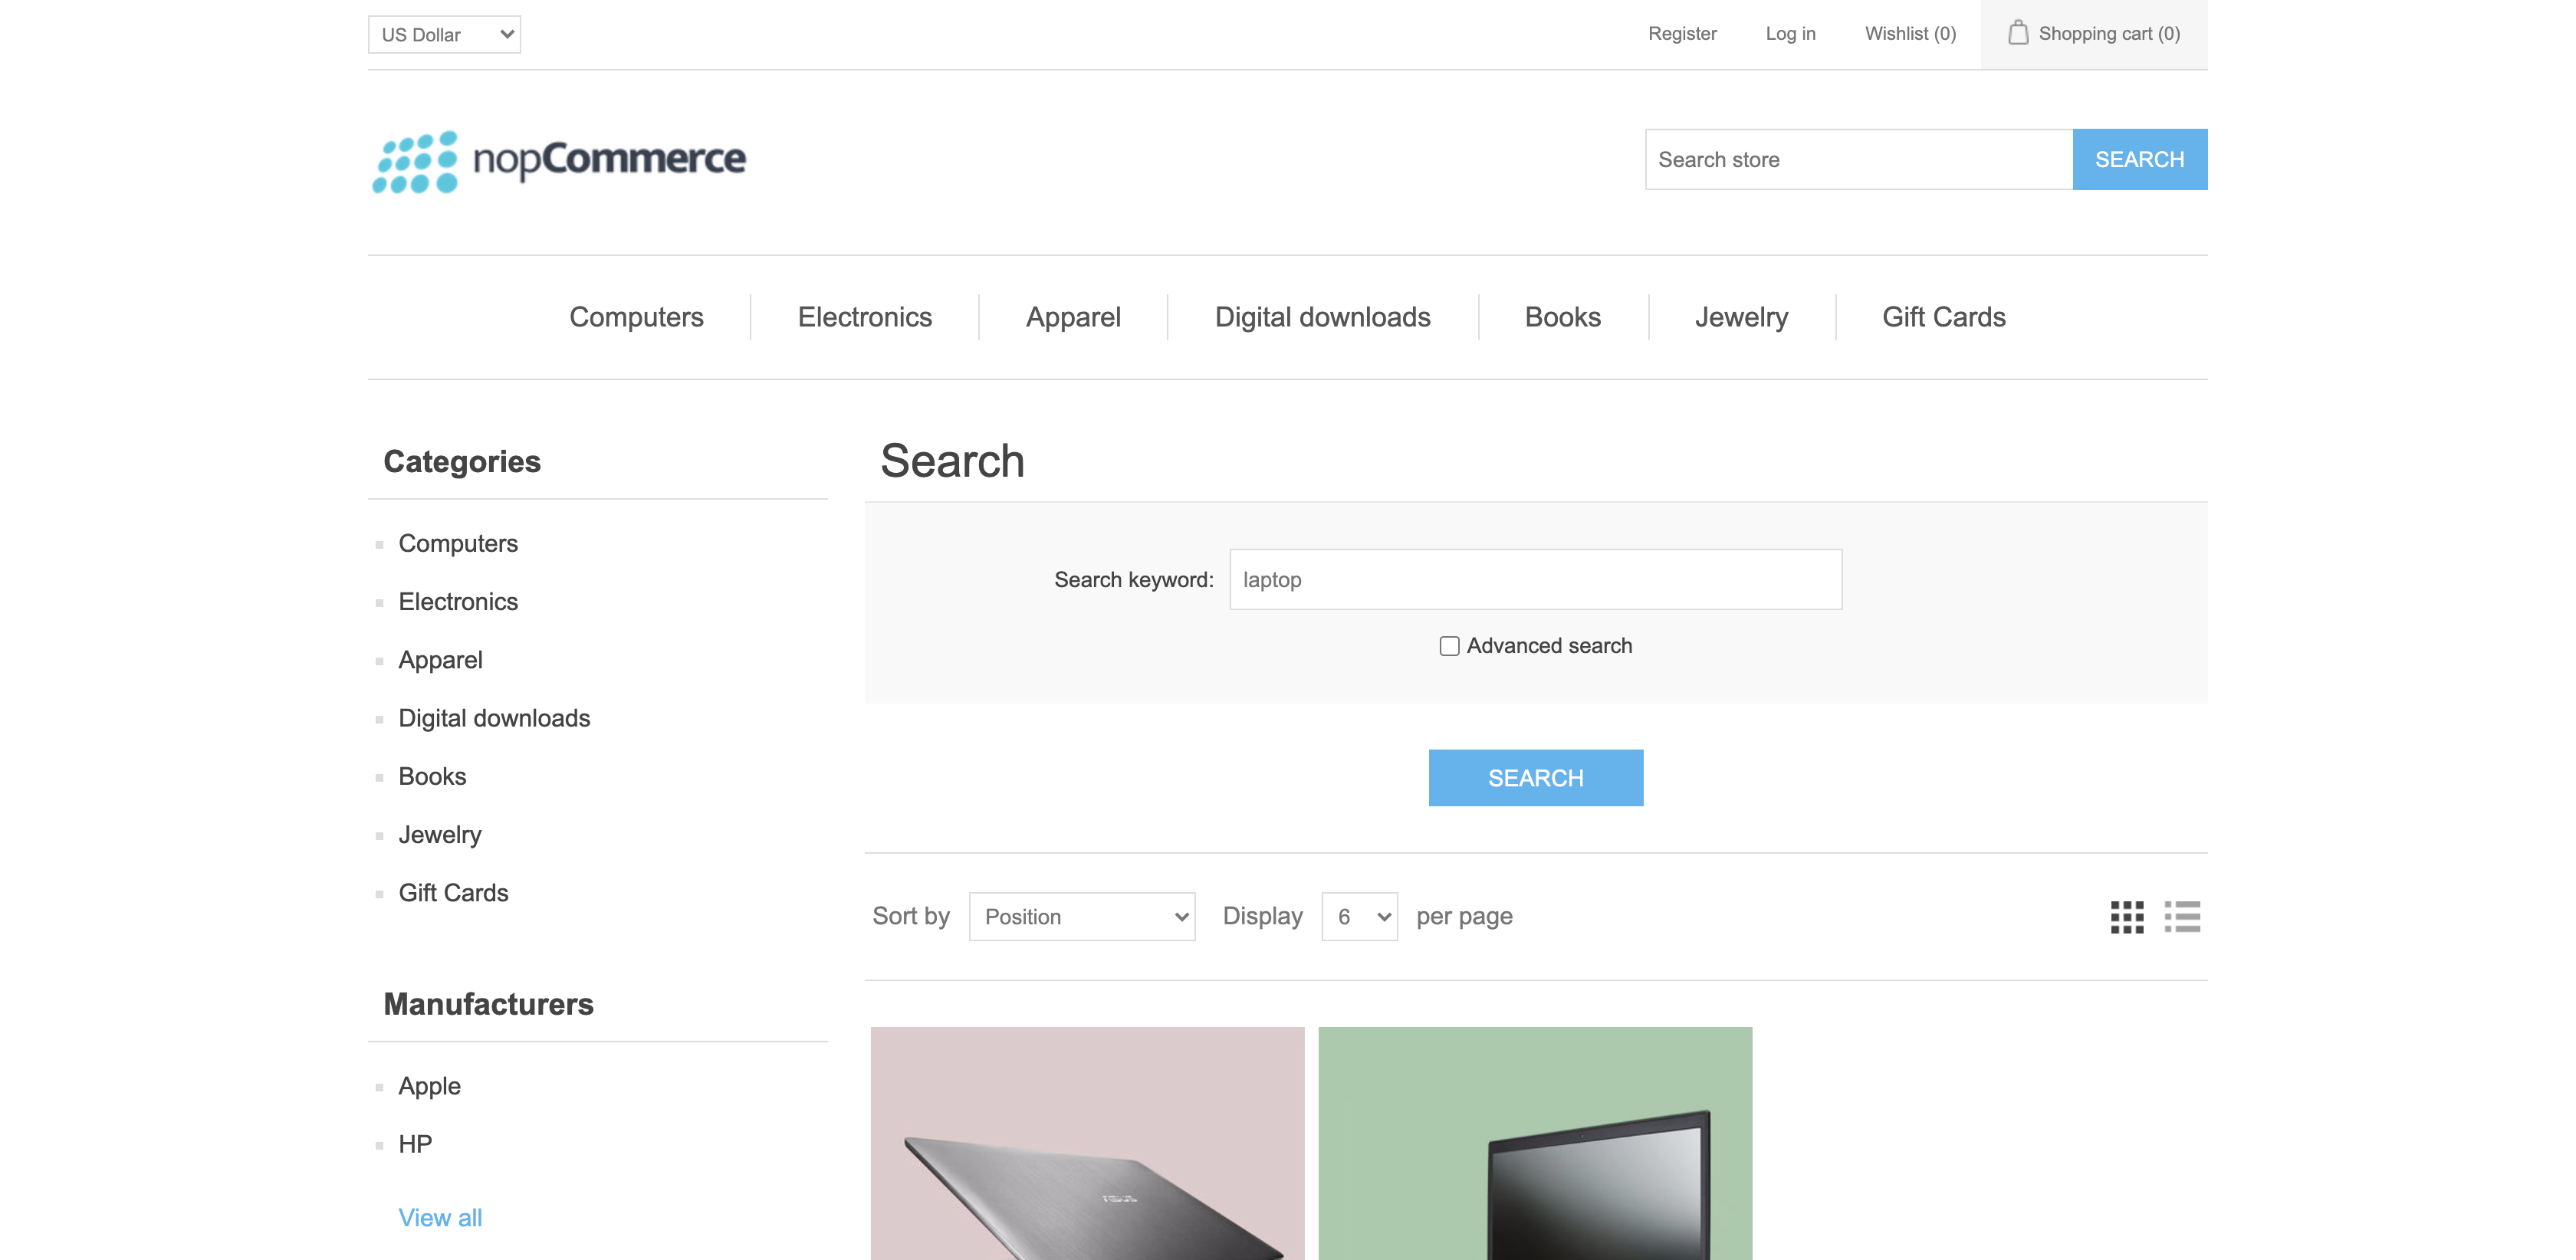 US Dollar
Register Log in Wishlist (0) Shopping cart (0)
nopCommerce
Search store SEARCH
Computers Electronics Apparel Digital downloads Books Jewelry Gift Cards
Categories
Computers
Electronics
Apparel
Digital downloads
Books
Jewelry
Gift Cards
Manufacturers
Apple
HP
View all
Search
Search keyword: laptop
Advanced search
SEARCH
Sort by Position Display 6 per page